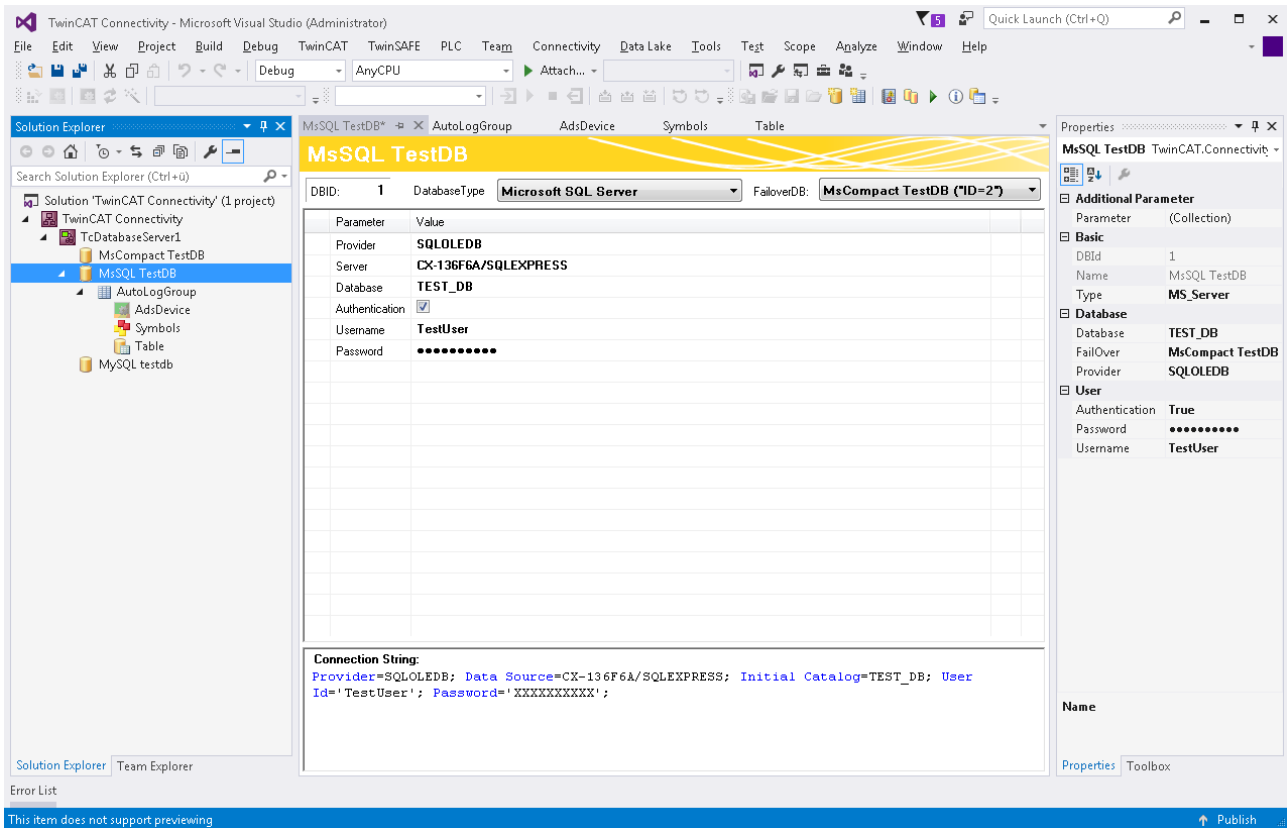 TwinCAT Connectivity - Microsoft Visual Studio (Administrator)
5
Quick Launch (Ctrl+Q)
File Edit View Project Build Debug TwinCAT TwinSAFE PLC Team Connectivity Data Lake Tools Test Scope Analyze Window Help
Debug AnyCPU Attach...
Solution Explorer
Search Solution Explorer (Ctrl+ü)
Solution 'TwinCAT Connectivity' (1 project)
TwinCAT Connectivity
TcDatabaseServer1
MsCompact TestDB
MsSQL TestDB
AutoLogGroup
AdsDevice
Symbols
Table
MySQL testdb
Solution Explorer Team Explorer
MsSQL TestDB* AutoLogGroup AdsDevice Symbols Table
MsSQL TestDB
DBID: 1 DatabaseType Microsoft SQL Server FailoverDB: MsCompact TestDB ("ID=2")
Parameter Value
Provider SQLOLEDB
Server CX-136F6A/SQLEXPRESS
Database TEST_DB
Authentication
Username TestUser
Password ●●●●●●●●●●
Connection String:
Provider=SQLOLEDB; Data Source=CX-136F6A/SQLEXPRESS; Initial Catalog=TEST_DB; User
Id='TestUser'; Password='XXXXXXXXXX';
Properties
MsSQL TestDB TwinCAT.Connectivit
Additional Parameter
Parameter (Collection)
Basic
DBId 1
Name MsSQL TestDB
Type MS_Server
Database
Database TEST_DB
FailOver MsCompact TestDB
Provider SQLOLEDB
User
Authentication True
Password ●●●●●●●●●●
Username TestUser
Name
Properties Toolbox
Error List
This item does not support previewing
Publish